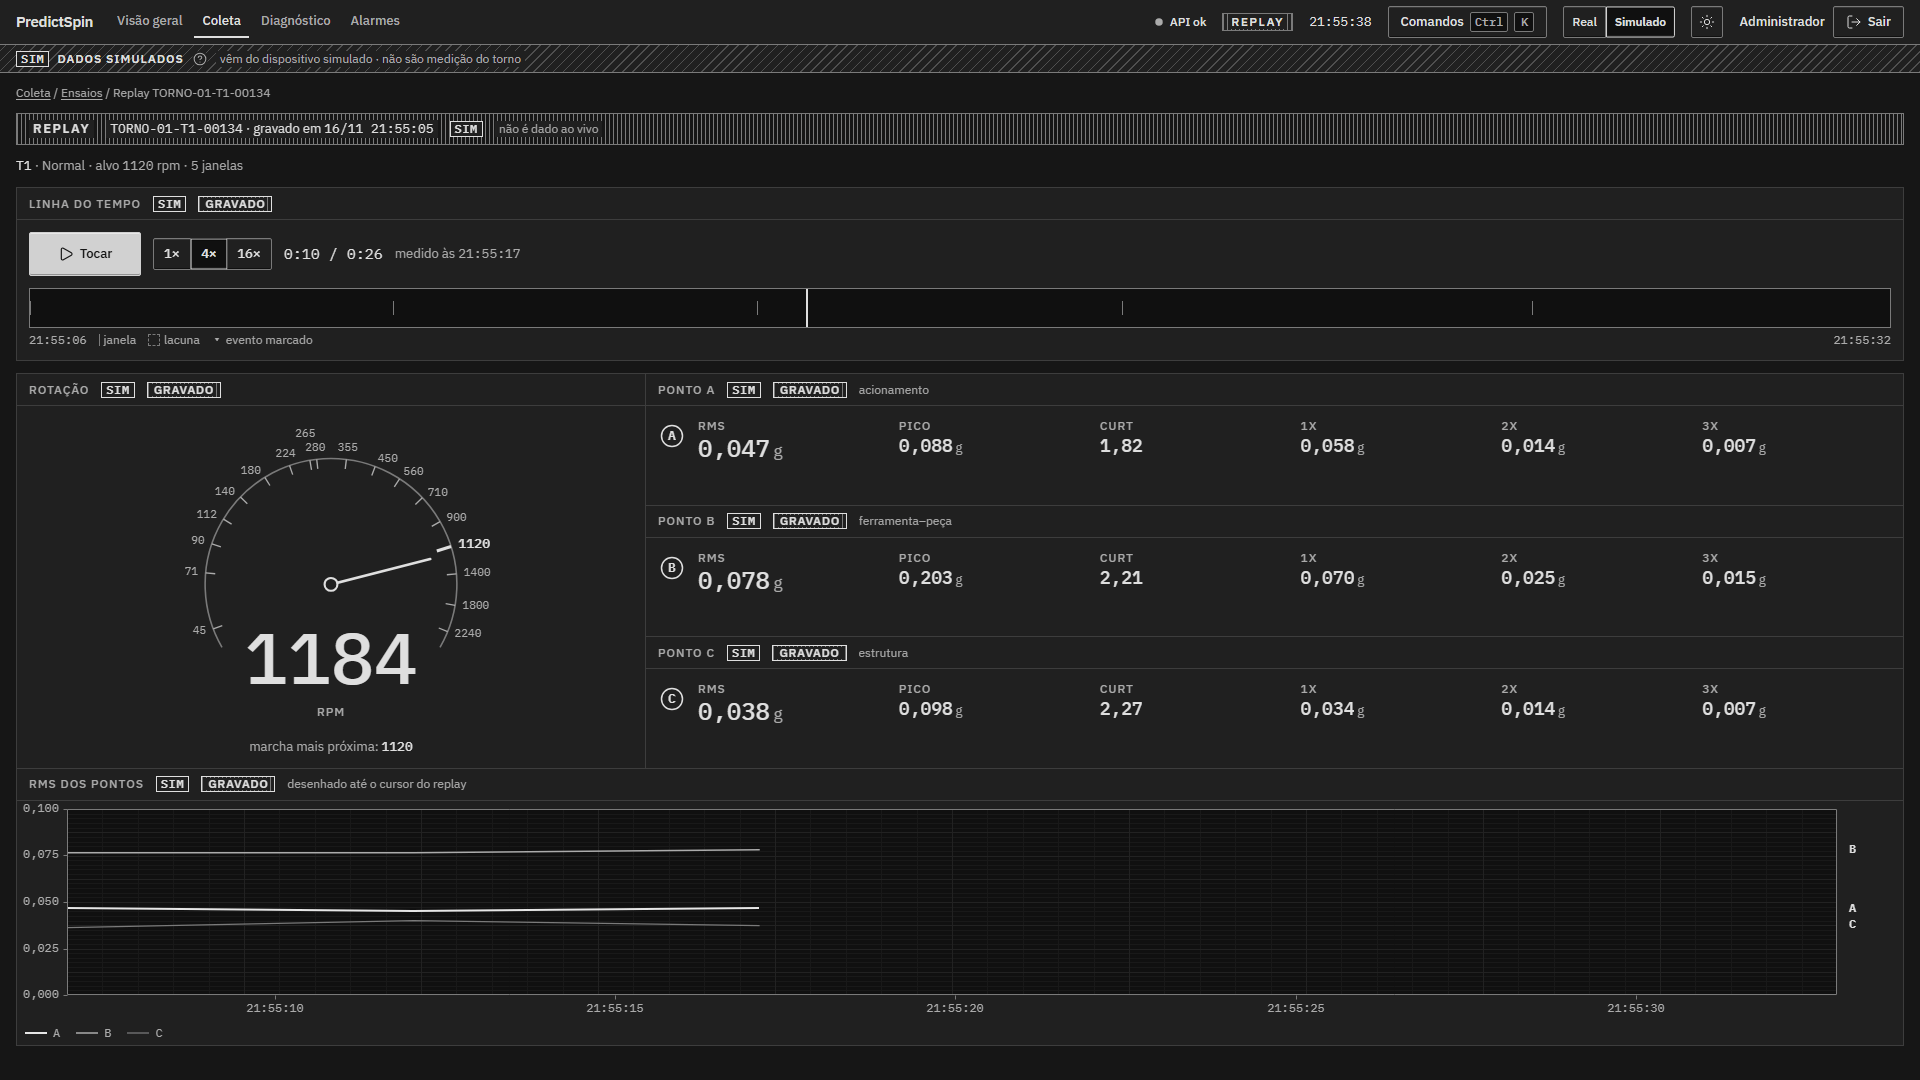 PredictSpin Visão geral Coleta Diagnóstico Alarmes API ok REPLAY 21:55:38 Comandos Ctrl K Real Simulado Administrador Sair
SIM DADOS SIMULADOS ? vêm do dispositivo simulado · não são medição do torno
Coleta / Ensaios / Replay TORNO-01-T1-00134
REPLAY TORNO-01-T1-00134 · gravado em 16/11 21:55:05 SIM não é dado ao vivo
T1 · Normal · alvo 1120 rpm · 5 janelas
LINHA DO TEMPO SIM GRAVADO
Tocar 1× 4× 16× 0:10 / 0:26 medido às 21:55:17
21:55:06 janela lacuna evento marcado 21:55:32
ROTAÇÃO SIM GRAVADO
45
71
90
112
140
180
224
265
280
355
450
560
710
900
1120
1400
1800
2240
1184
RPM
marcha mais próxima: 1120
PONTO A SIM GRAVADO acionamento
A RMS PICO CURT 1X 2X 3X
0,047 g 0,088 g 1,82 0,058 g 0,014 g 0,007 g
PONTO B SIM GRAVADO ferramenta–peça
B RMS PICO CURT 1X 2X 3X
0,078 g 0,203 g 2,21 0,070 g 0,025 g 0,015 g
PONTO C SIM GRAVADO estrutura
C RMS PICO CURT 1X 2X 3X
0,038 g 0,098 g 2,27 0,034 g 0,014 g 0,007 g
RMS DOS PONTOS SIM GRAVADO desenhado até o cursor do replay
0,100
0,075
0,050
0,025
0,000
B
A
C
21:55:10 21:55:15 21:55:20 21:55:25 21:55:30
A B C